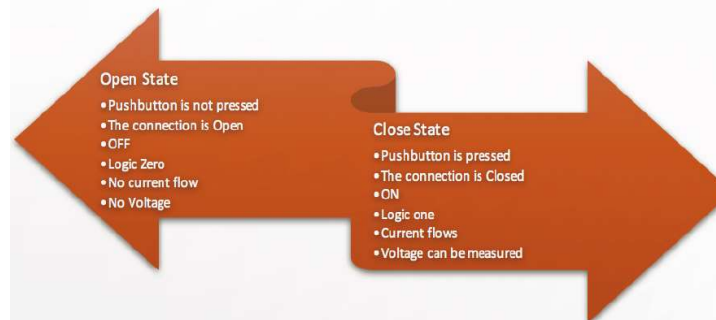 Open State
•Pushbutton is not pressed
•The connection is Open
•OFF
•Logic Zero
•No current flow
•No Voltage
Close State
•Pushbutton is pressed
•The connection is Closed
•ON
•Logic one
•Current flows
•Voltage can be measured